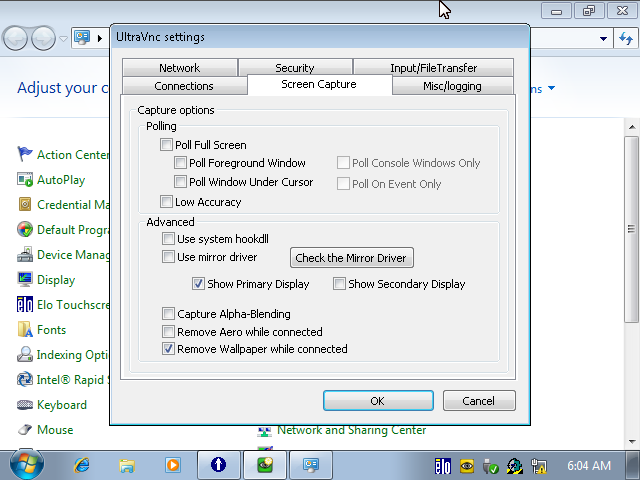 UltraVnc settings
Network
Security
Input/FileTransfer
Connections
Screen Capture
Misc/logging
Adjust your c
ns
Capture options
Polling
Poll Full Screen
Poll Foreground Window
Poll Console Windows Only
Poll Window Under Cursor
Poll On Event Only
Low Accuracy
Advanced
Use system hookdll
Use mirror driver
Check the Mirror Driver
Show Primary Display
Show Secondary Display
Capture Alpha-Blending
Remove Aero while connected
Remove Wallpaper while connected
OK
Cancel
Action Center
AutoPlay
Credential Ma
Default Progra
Device Manag
Display
Elo Touchscre
Fonts
Indexing Opti
Intel® Rapid S
Keyboard
Mouse
Network and Sharing Center
elo
6:04 AM